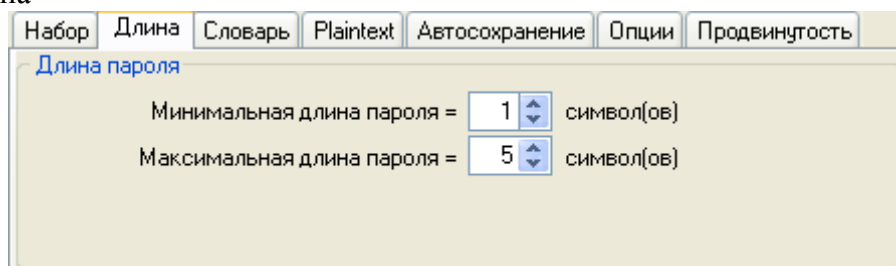 на
Набор Длина Словарь Plaintext Автосохранение Опции Продвинутость
Длина пароля
Минимальная длина пароля = 1 символ(ов)
Максимальная длина пароля = 5 символ(ов)